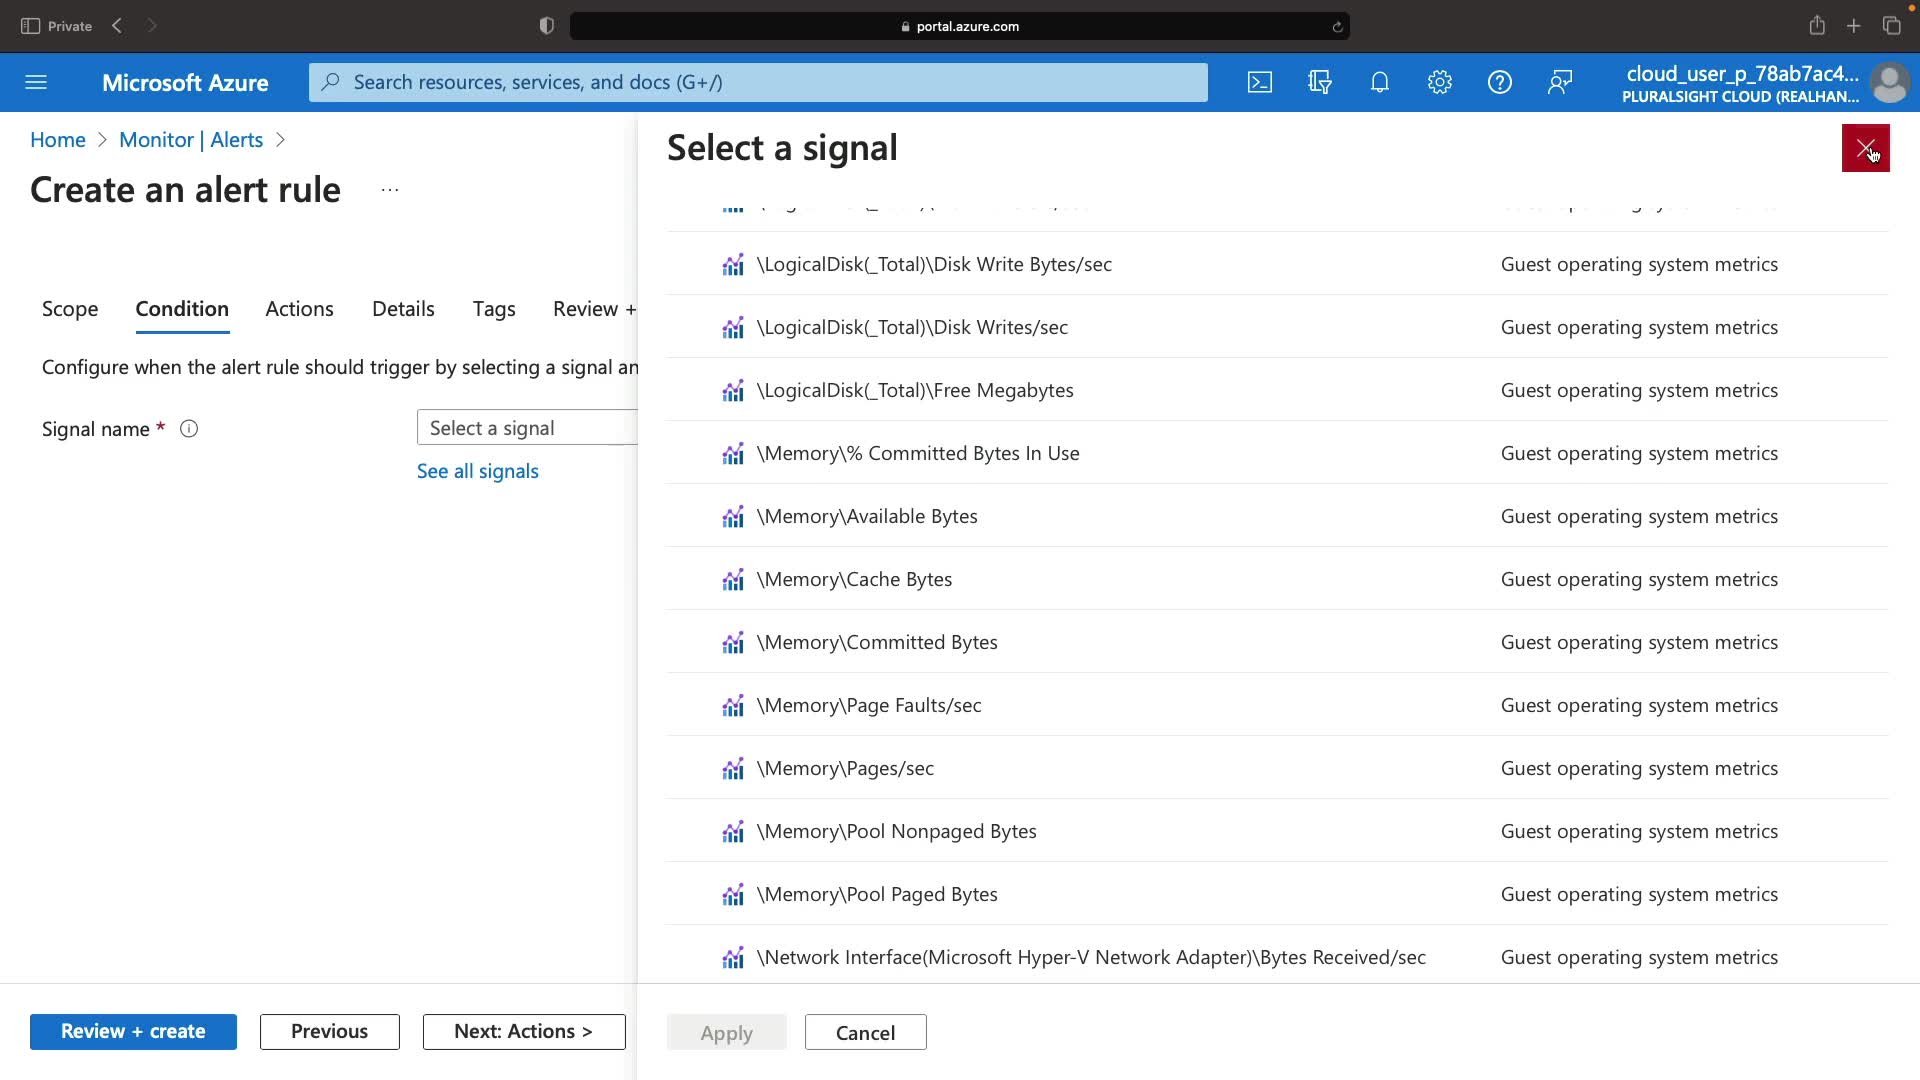 Private
portal.azure.com
Microsoft Azure
Search resources, services, and docs (G+/)
cloud_user_p_78ab7ac4...
PLURALSIGHT CLOUD (REALHAN...
Home > Monitor | Alerts >
Create an alert rule ...
Scope Condition Actions Details Tags Review +
Configure when the alert rule should trigger by selecting a signal an
Signal name *
Select a signal
See all signals
Review + create
Previous
Next: Actions >
Select a signal
\LogicalDisk(_Total)\Disk Write Bytes/sec Guest operating system metrics
\LogicalDisk(_Total)\Disk Writes/sec Guest operating system metrics
\LogicalDisk(_Total)\Free Megabytes Guest operating system metrics
\Memory\% Committed Bytes In Use Guest operating system metrics
\Memory\Available Bytes Guest operating system metrics
\Memory\Cache Bytes Guest operating system metrics
\Memory\Committed Bytes Guest operating system metrics
\Memory\Page Faults/sec Guest operating system metrics
\Memory\Pages/sec Guest operating system metrics
\Memory\Pool Nonpaged Bytes Guest operating system metrics
\Memory\Pool Paged Bytes Guest operating system metrics
\Network Interface(Microsoft Hyper-V Network Adapter)\Bytes Received/sec Guest operating system metrics
Apply
Cancel